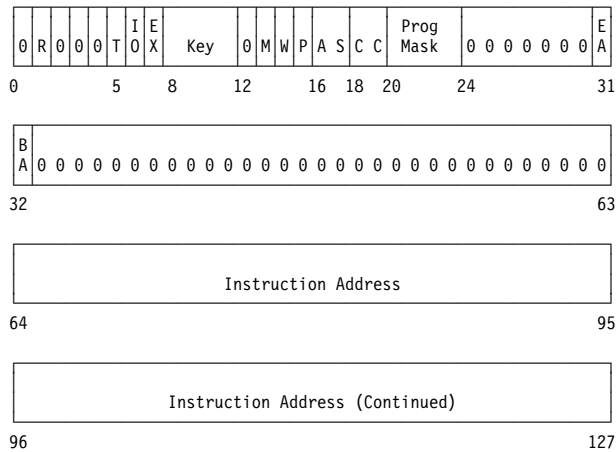 I E Prog E
0 R 0 0 0 T O X Key 0 M W P A S C C Mask 0 0 0 0 0 0 0 A
0 5 8 12 16 18 20 24 31
B
A 0 0 0 0 0 0 0 0 0 0 0 0 0 0 0 0 0 0 0 0 0 0 0 0 0 0 0 0 0 0 0
32 63
Instruction Address
64 95
Instruction Address (Continued)
96 127